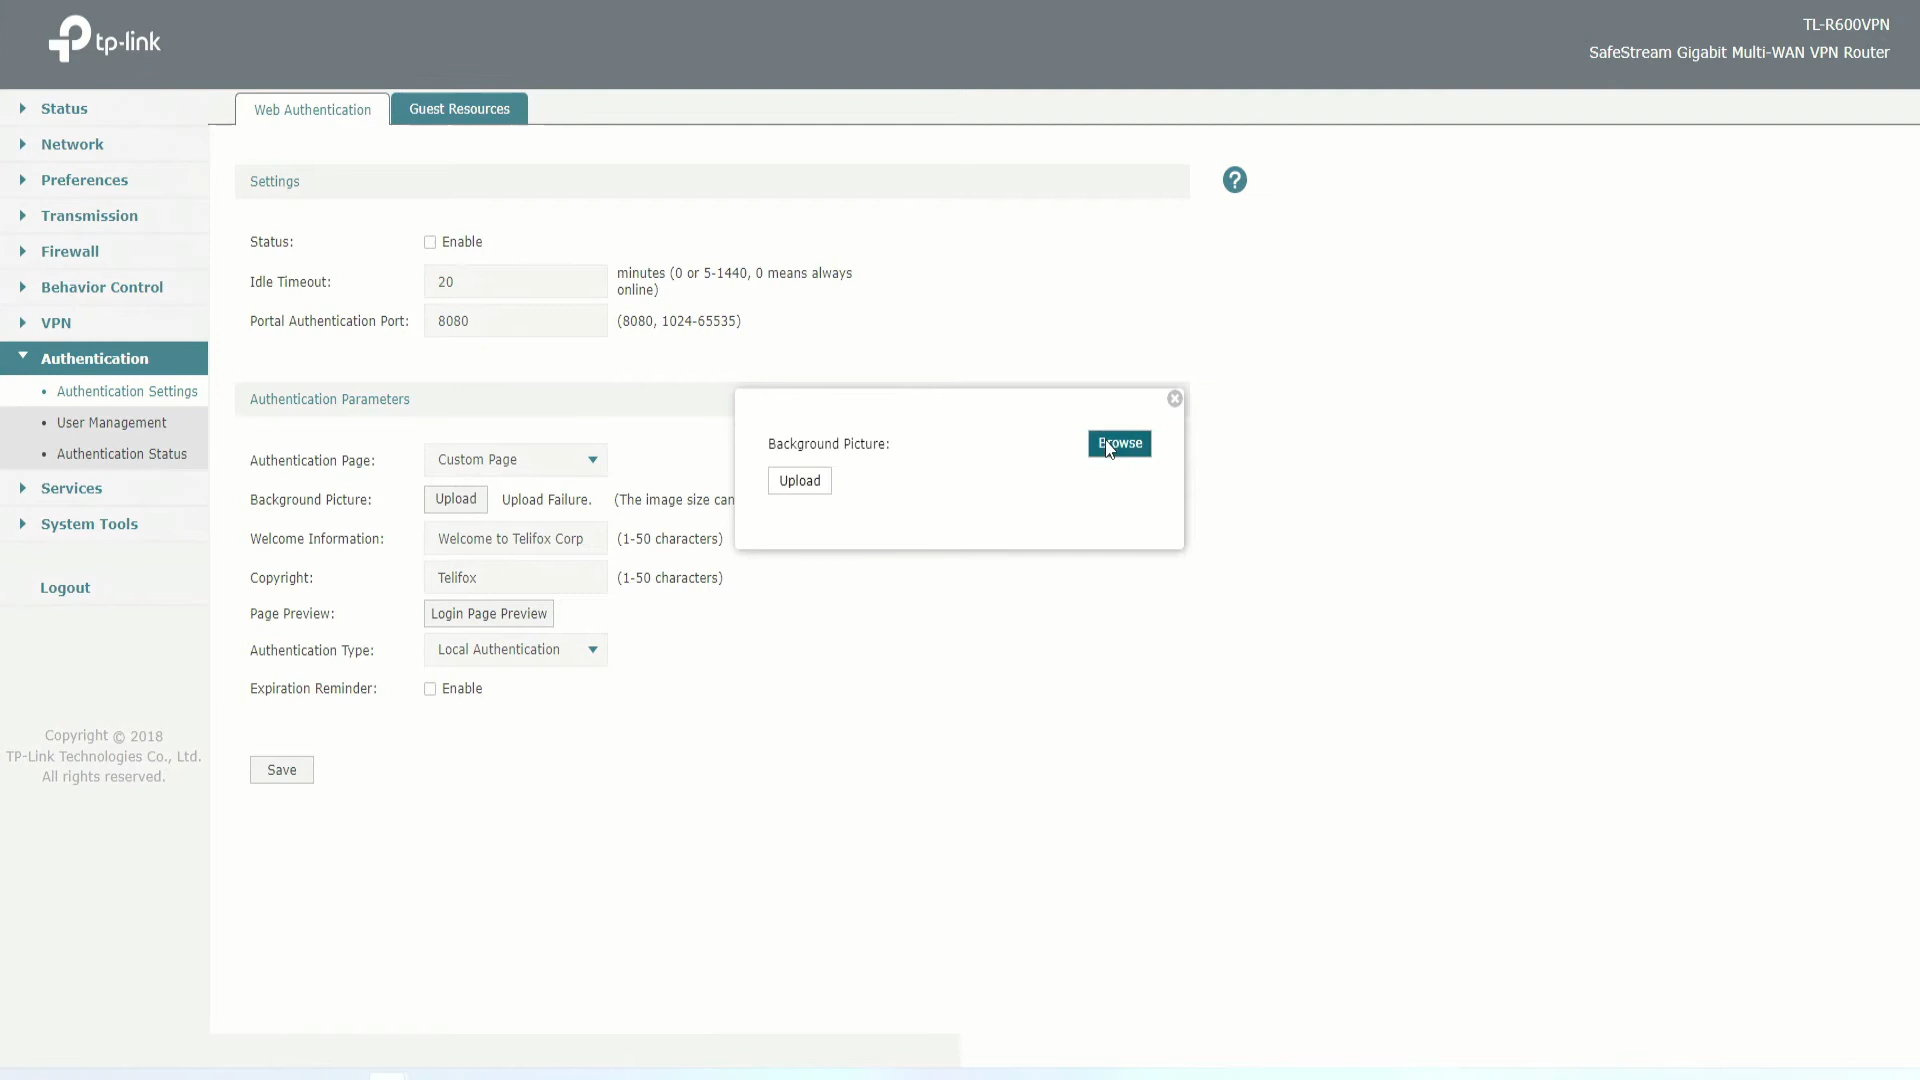 tp-link
TL-R600VPN
SafeStream Gigabit Multi-WAN VPN Router
Status
Network
Preferences
Transmission
Firewall
Behavior Control
VPN
Authentication
Authentication Settings
User Management
Authentication Status
Services
System Tools
Logout
Copyright © 2018
TP-Link Technologies Co., Ltd.
All rights reserved.
Web Authentication
Guest Resources
Settings
?
Status: Enable
Idle Timeout: 20 minutes (0 or 5-1440, 0 means always
online)
Portal Authentication Port: 8080 (8080, 1024-65535)
Authentication Parameters
Authentication Page: Custom Page
Background Picture: Upload Upload Failure. (The image size can
Welcome Information: Welcome to Telifox Corp (1-50 characters)
Copyright: Telifox (1-50 characters)
Page Preview: Login Page Preview
Authentication Type: Local Authentication
Expiration Reminder: Enable
Save
Background Picture: Browse
Upload